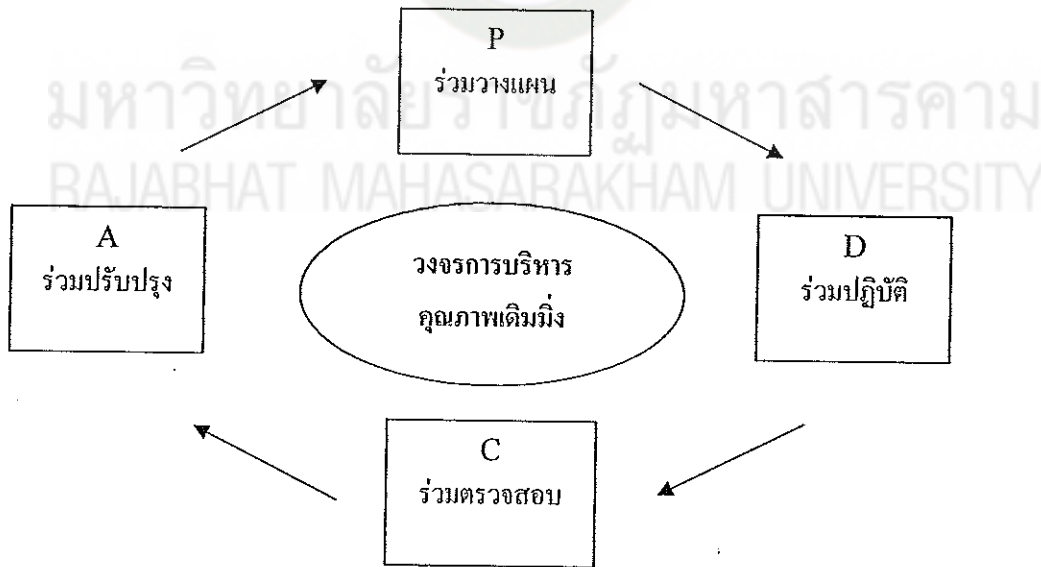 P
ร่วมวางแผน
มหาวิทยาลัยราชภัฏมหาสารคาม
RAJABHAT MAHASARAKHAM UNIVERSITY
A
ร่วมปรับปรุง
วงจรการบริหาร
คุณภาพเดิมมิ่ง
D
ร่วมปฏิบัติ
C
ร่วมตรวจสอบ